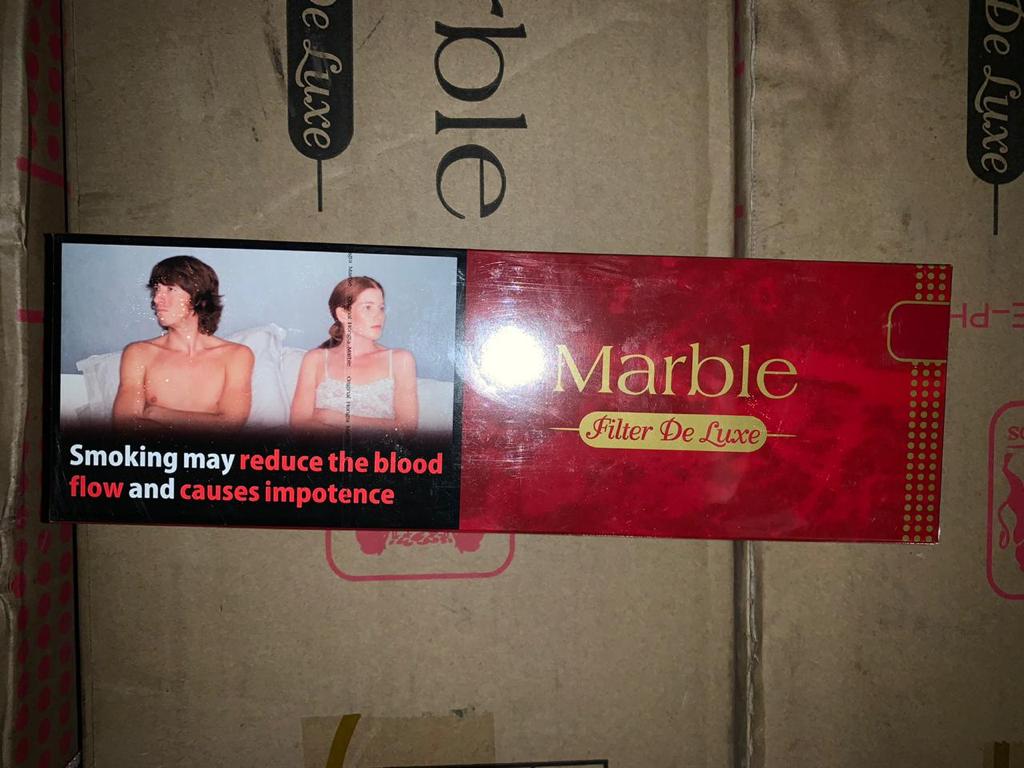 De Luxe
rble
De Luxe
Marble
Filter De Luxe
Smoking may reduce the blood
flow and causes impotence